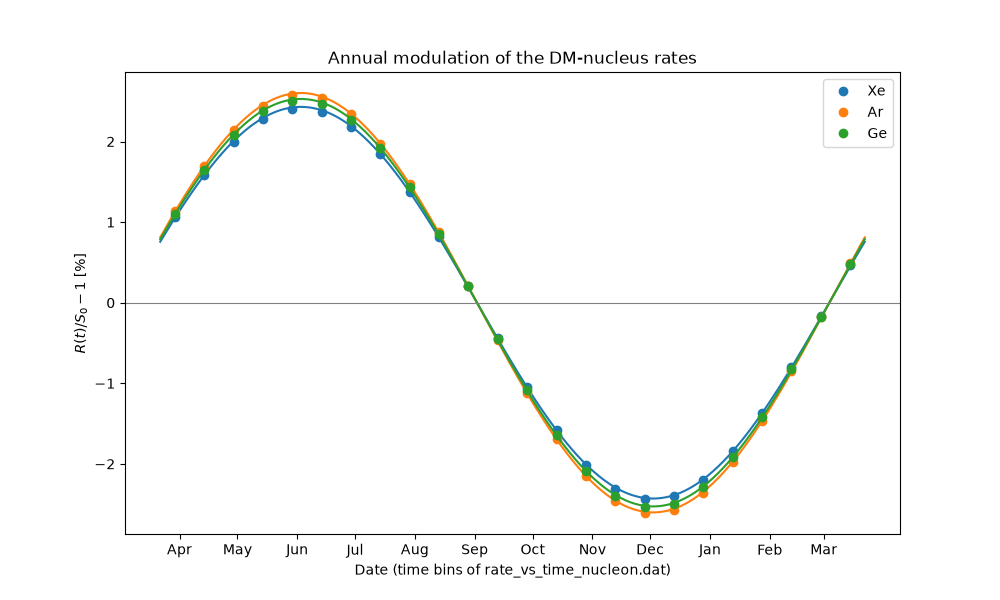 Annual modulation of the DM-nucleus rates
Xe
Ar
Ge
R(t)/S₀ − 1 [%]
2
1
0
−1
−2
Apr May Jun Jul Aug Sep Oct Nov Dec Jan Feb Mar
Date (time bins of rate_vs_time_nucleon.dat)